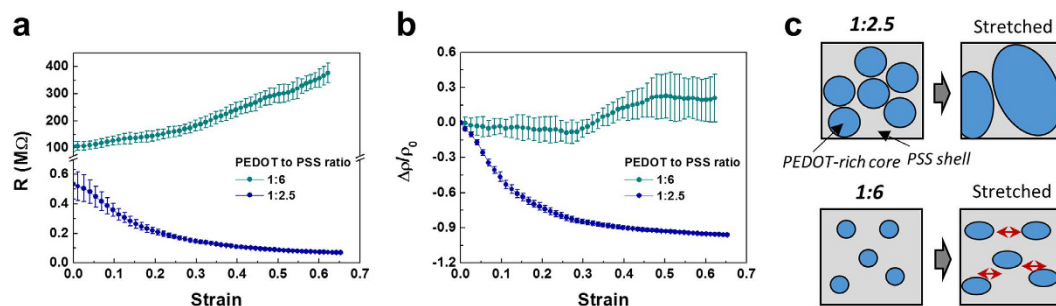 a
R (MΩ)
400
300
200
100
0.6
0.4
0.2
0.0
PEDOT to PSS ratio
1:6
1:2.5
0.0 0.1 0.2 0.3 0.4 0.5 0.6 0.7
Strain
b
Δρ/ρ0
0.6
0.3
0.0
-0.3
-0.6
-0.9
-1.2
PEDOT to PSS ratio
1:6
1:2.5
0.0 0.1 0.2 0.3 0.4 0.5 0.6 0.7
Strain
c
1:2.5 Stretched
PEDOT-rich core PSS shell
1:6 Stretched